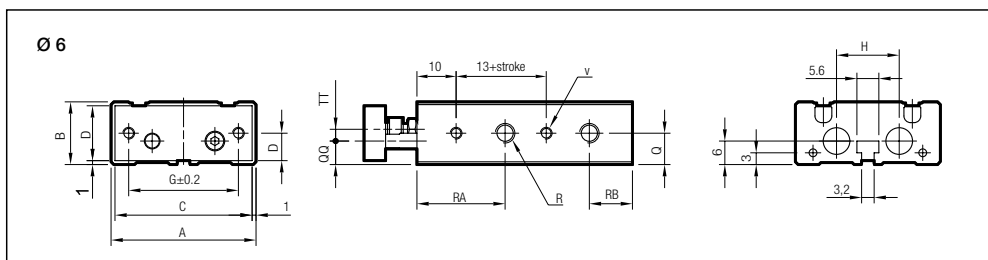 Ø 6
B
D
D
1
G±0.2
C
1
A
10
13+stroke
v
TT
QQ
Q
RA
R
RB
H
5.6
6
3
3,2